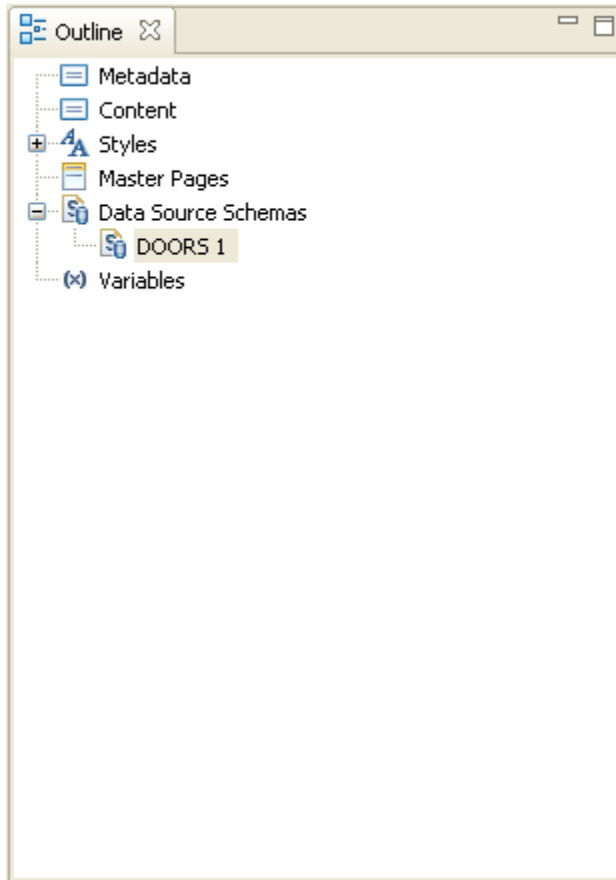 Outline
Metadata
Content
Styles
Master Pages
Data Source Schemas
DOORS 1
(x) Variables